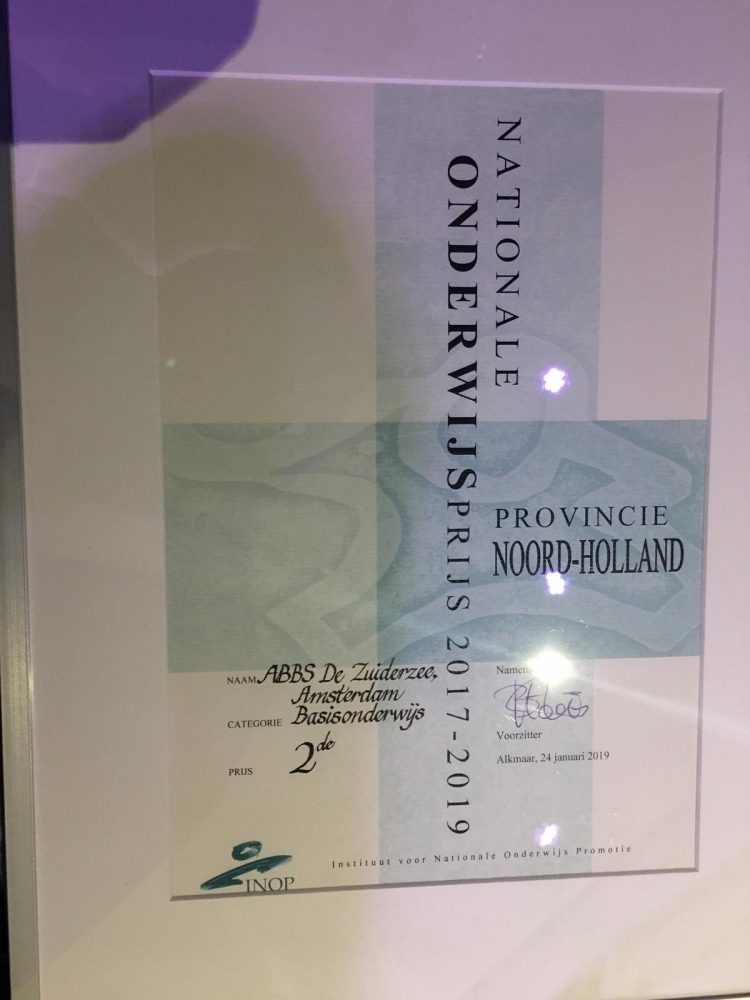 NATIONALE
ONDERWIJSPRIJS 2017-2019
PROVINCIE
NOORD-HOLLAND
NAAM ABBS De Zuiderzee,
Amsterdam
CATEGORIE Basisonderwijs
PRIJS 2de
Namens
Voorzitter
Alkmaar, 24 januari 2019
Instituut voor Nationale Onderwijs Promotie
INOP